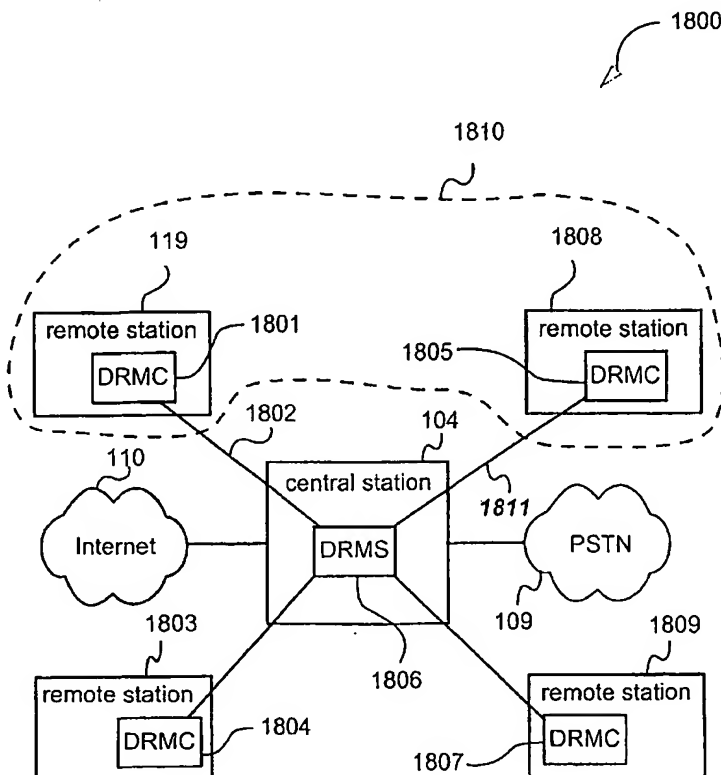 1800
1810
119
1808
remote station
1801
DRMC
remote station
1805
DRMC
1802
104
110
central station
1811
Internet
DRMS
PSTN
109
1803
1809
remote station
1806
remote station
DRMC
1804
1807
DRMC